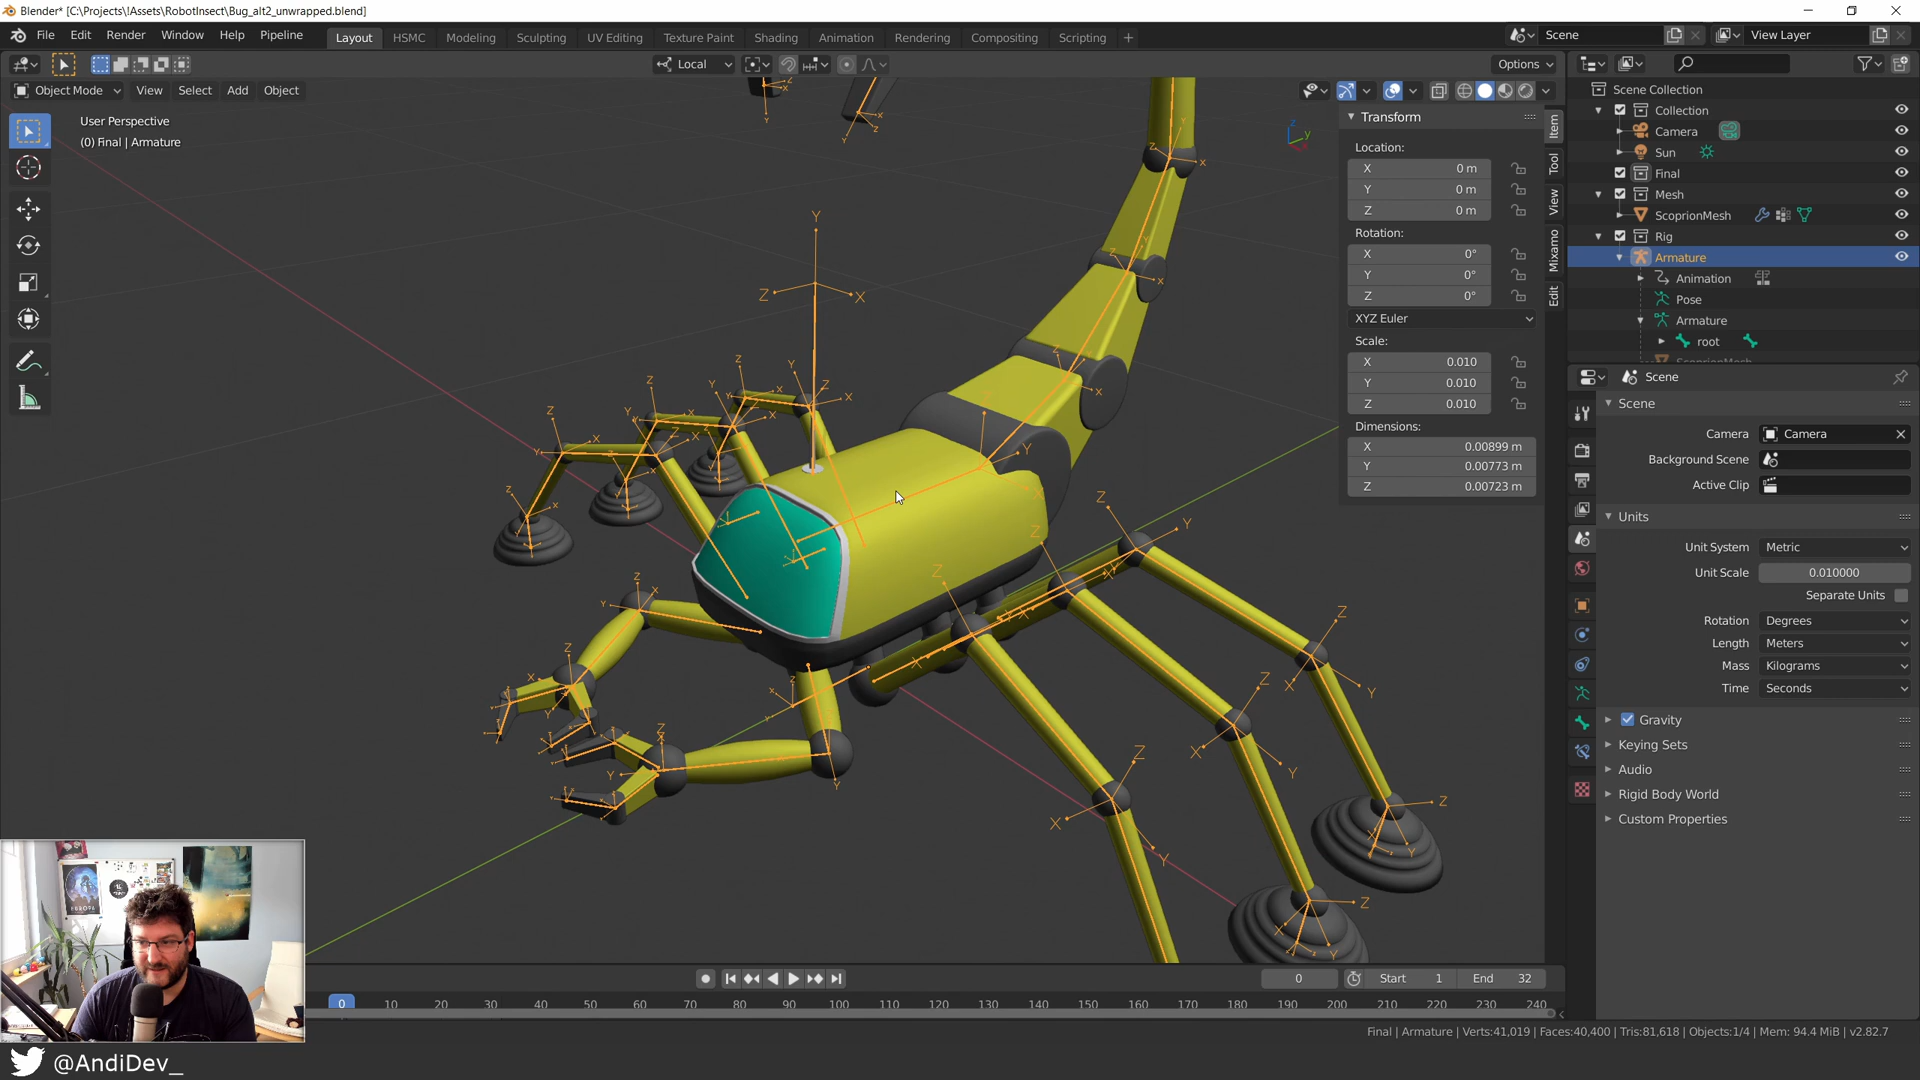 Blender* [C:\Projects\!Assets\RobotInsect\Bug_alt2_unwrapped.blend]
File Edit Render Window Help Pipeline Layout HSMC Modeling Sculpting UV Editing Texture Paint Shading Animation Rendering Compositing Scripting + Scene View Layer
Local Options
Object Mode View Select Add Object
User Perspective
(0) Final | Armature
Transform
Location:
X 0 m
Y 0 m
Z 0 m
Rotation:
X 0°
Y 0°
Z 0°
XYZ Euler
Scale:
X 0.010
Y 0.010
Z 0.010
Dimensions:
X 0.00899 m
Y 0.00773 m
Z 0.00723 m
Item
Tool
View
Mixamo
Edit
Scene Collection
Collection
Camera
Sun
Final
Mesh
ScoprionMesh
Rig
Armature
Animation
Pose
Armature
root
ScoprionMesh
Scene
Scene
Camera Camera
Background Scene
Active Clip
Units
Unit System Metric
Unit Scale 0.010000
Separate Units
Rotation Degrees
Length Meters
Mass Kilograms
Time Seconds
Gravity
Keying Sets
Audio
Rigid Body World
Custom Properties
0 Start 1 End 32
0 10 20 30 40 50 60 70 80 90 100 110 120 130 140 150 160 170 180 190 200 210 220 230 240
Final | Armature | Verts:41,019 | Faces:40,400 | Tris:81,618 | Objects:1/4 | Mem: 94.4 MiB | v2.82.7
@AndiDev_